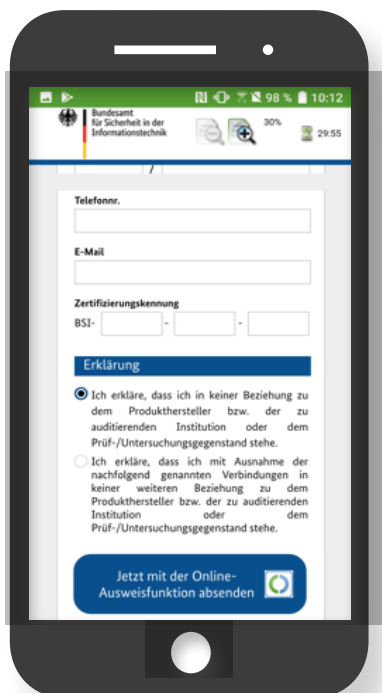 98 % 10:12
Bundesamt
für Sicherheit in der
Informationstechnik
30%
29:55
/
Telefonnr.
E-Mail
Zertifizierungskennung
BSI- - -
Erklärung
Ich erkläre, dass ich in keiner Beziehung zu
dem Produkthersteller bzw. der zu
auditierenden Institution oder dem
Prüf-/Untersuchungsgegenstand stehe.
Ich erkläre, dass ich mit Ausnahme der
nachfolgend genannten Verbindungen in
keiner weiteren Beziehung zu dem
Produkthersteller bzw. der zu auditierenden
Institution oder dem
Prüf-/Untersuchungsgegenstand stehe.
Jetzt mit der Online-
Ausweisfunktion absenden